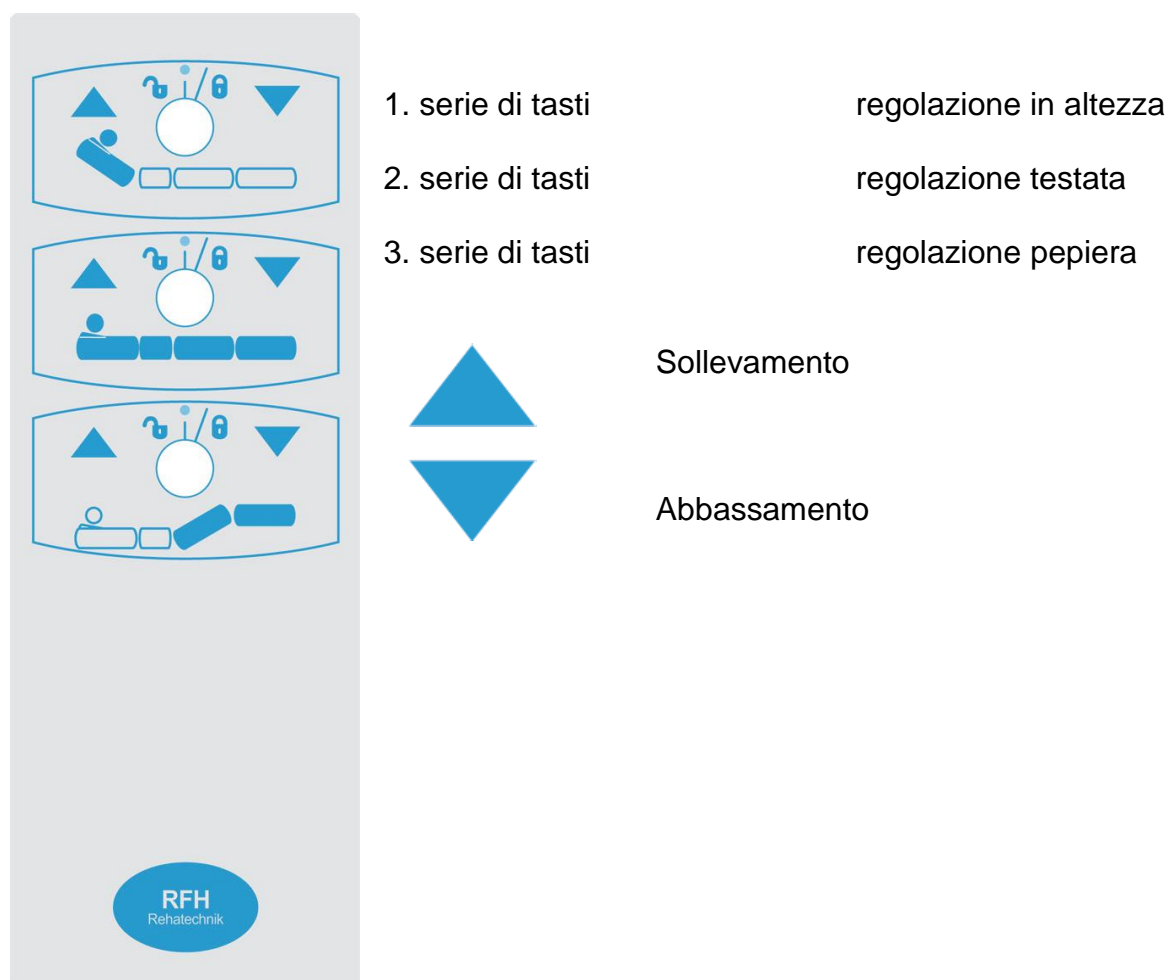 1. serie di tasti regolazione in altezza
2. serie di tasti regolazione testata
3. serie di tasti regolazione pepiera
Sollevamento
Abbassamento
RFH
Rehatechnik